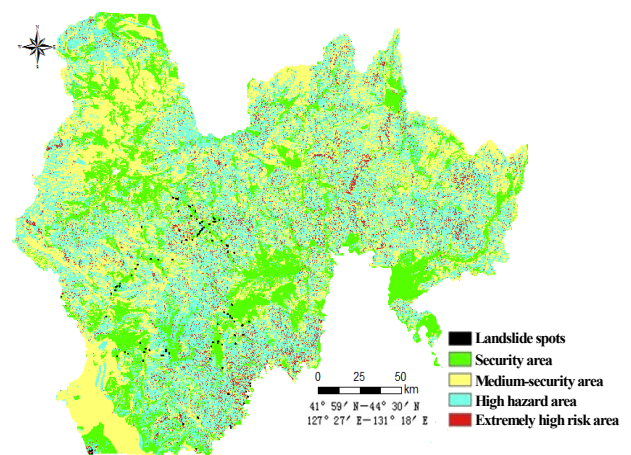 N
W
E
S
Landslide spots
Security area
Medium-security area
High hazard area
Extremely high risk area
0 25 50
km
41° 59′ N—44° 30′ N
127° 27′ E—131° 18′ E